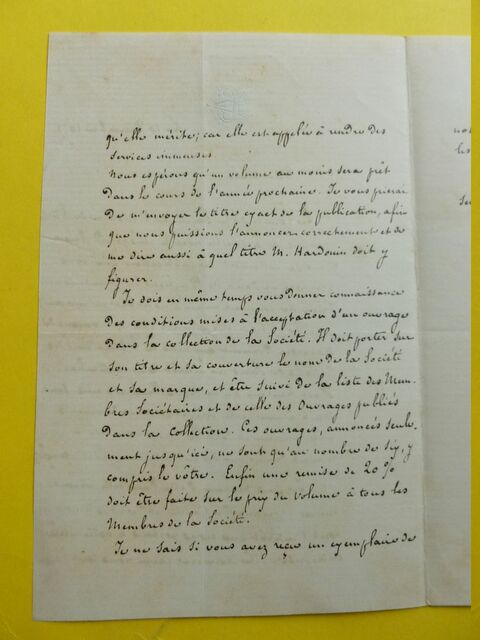 qu'elle mérite; car elle est appelée à rendre des
services immenses
Nous espérons qu'un volume au moins sera prêt
dans le cours de l'année prochaine. Je vous prierai
de m'envoyer le titre exact de la publication, afin
que nous puissions l'annoncer correctement et de
me dire aussi à quel titre M. Hardouin doit y
figurer.
Je dois en même temps vous donner connaissance
des conditions mises à l'acceptation d'un ouvrage
dans la collection de la Société. Il doit porter sur
son titre et sa couverture le nom de la Société
et sa marque, et être suivi de la liste des Mem-
bres Sociétaires et de celle des Ouvrages publiés
dans la Collection. Ces ouvrages, annoncés seule
ment jusqu'ici, ne sont qu'au nombre de six, y
compris le vôtre. Enfin une remise de 20%
doit être faite sur le prix du volume à tous les
Membres de la Société.
Je ne sais si vous avez reçu un exemplaire de
les